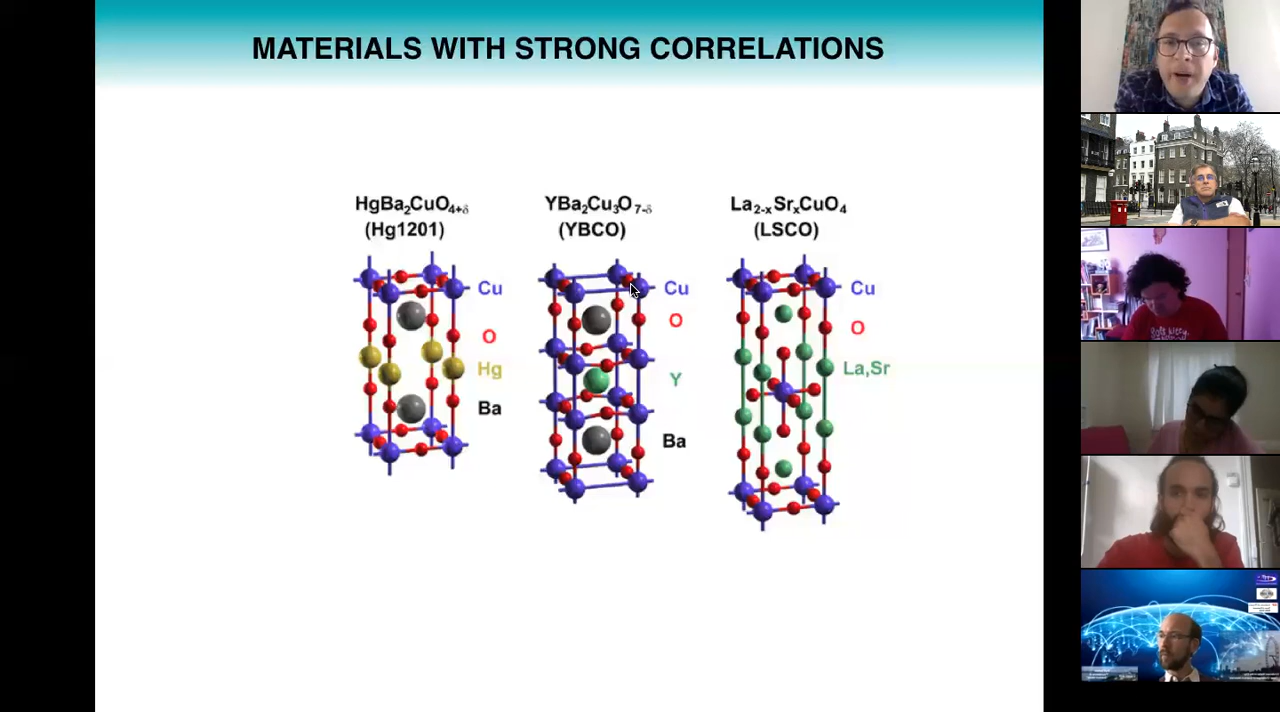 MATERIALS WITH STRONG CORRELATIONS
HgBa₂CuO₄₊δ
(Hg1201)
YBa₂Cu₃O₇₋δ
(YBCO)
La₂₋ₓSrₓCuO₄
(LSCO)
Cu
O
Hg
Ba
Cu
O
Y
Ba
Cu
O
La,Sr